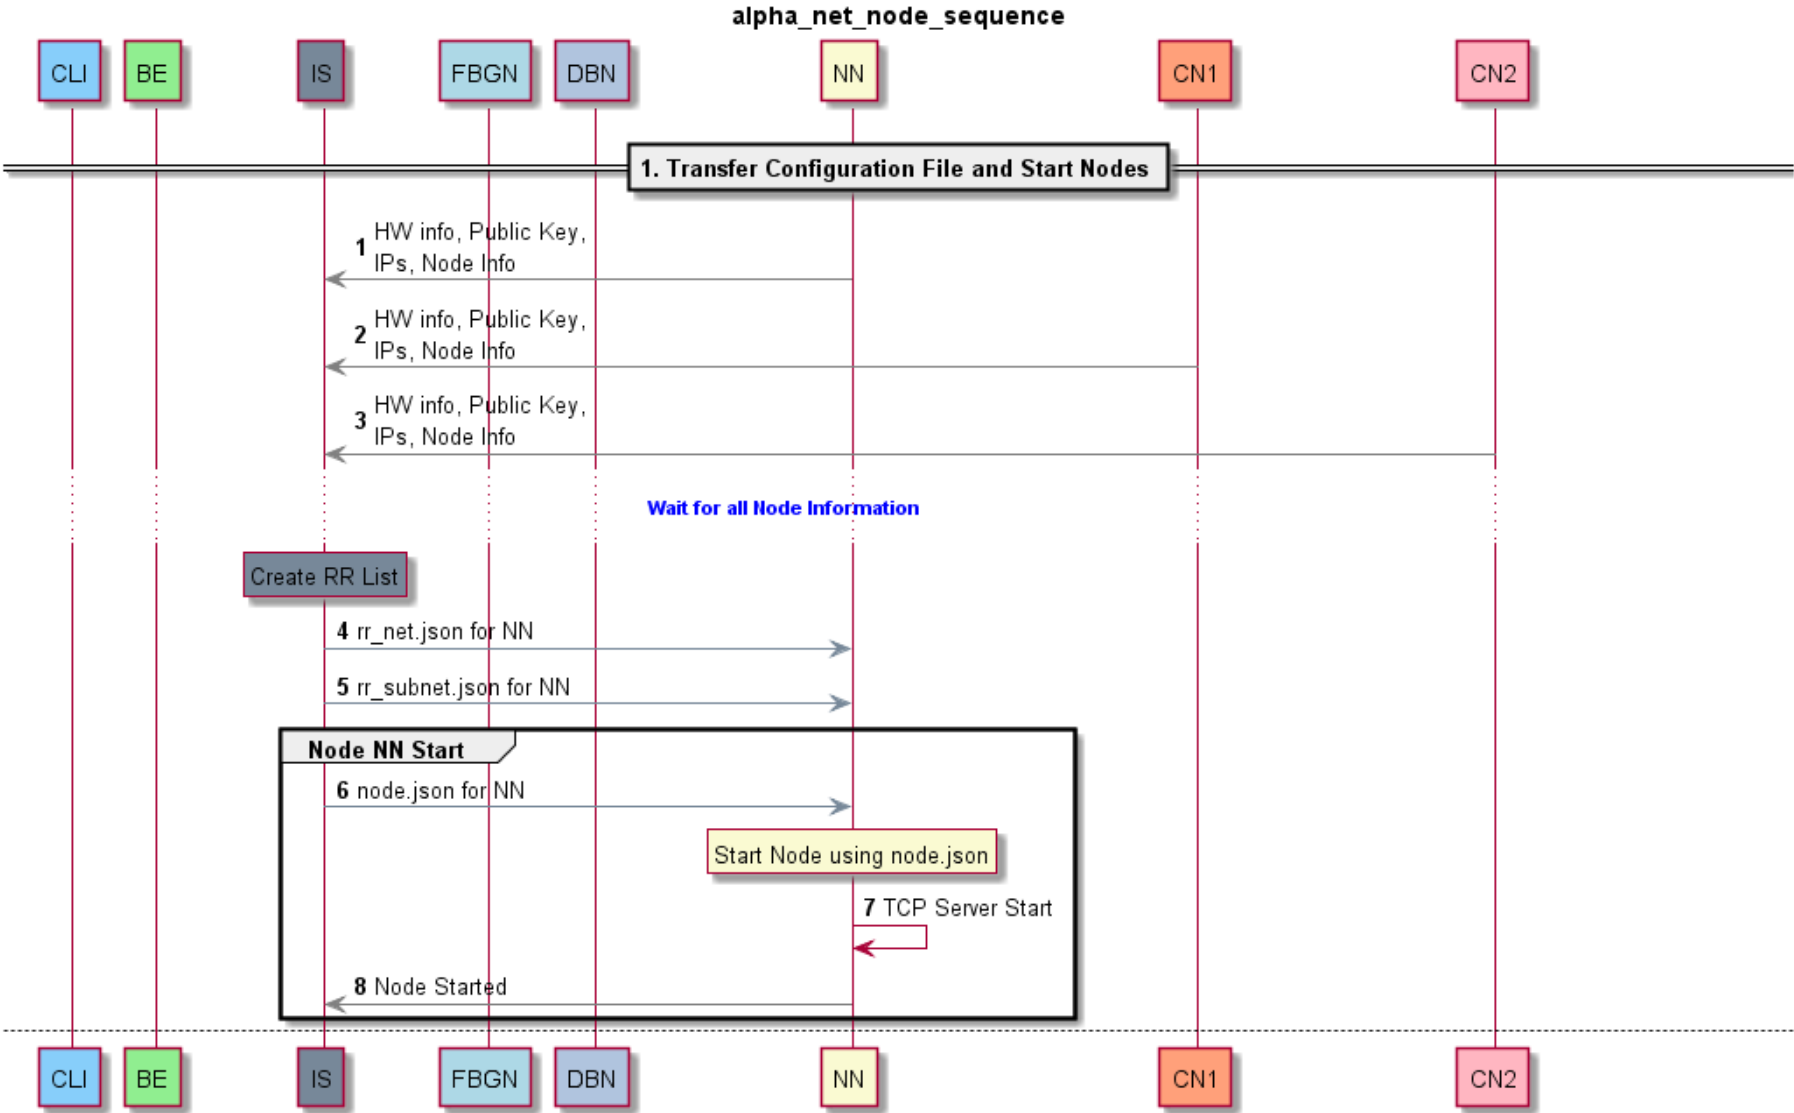 alpha_net_node_sequence
CLI BE IS FBGN DBN NN CN1 CN2
1. Transfer Configuration File and Start Nodes
1 HW info, Public Key,
IPs, Node Info
2 HW info, Public Key,
IPs, Node Info
3 HW info, Public Key,
IPs, Node Info
Wait for all Node Information
Create RR List
4 rr_net.json for NN
5 rr_subnet.json for NN
Node NN Start
6 node.json for NN
Start Node using node.json
7 TCP Server Start
8 Node Started
CLI BE IS FBGN DBN NN CN1 CN2